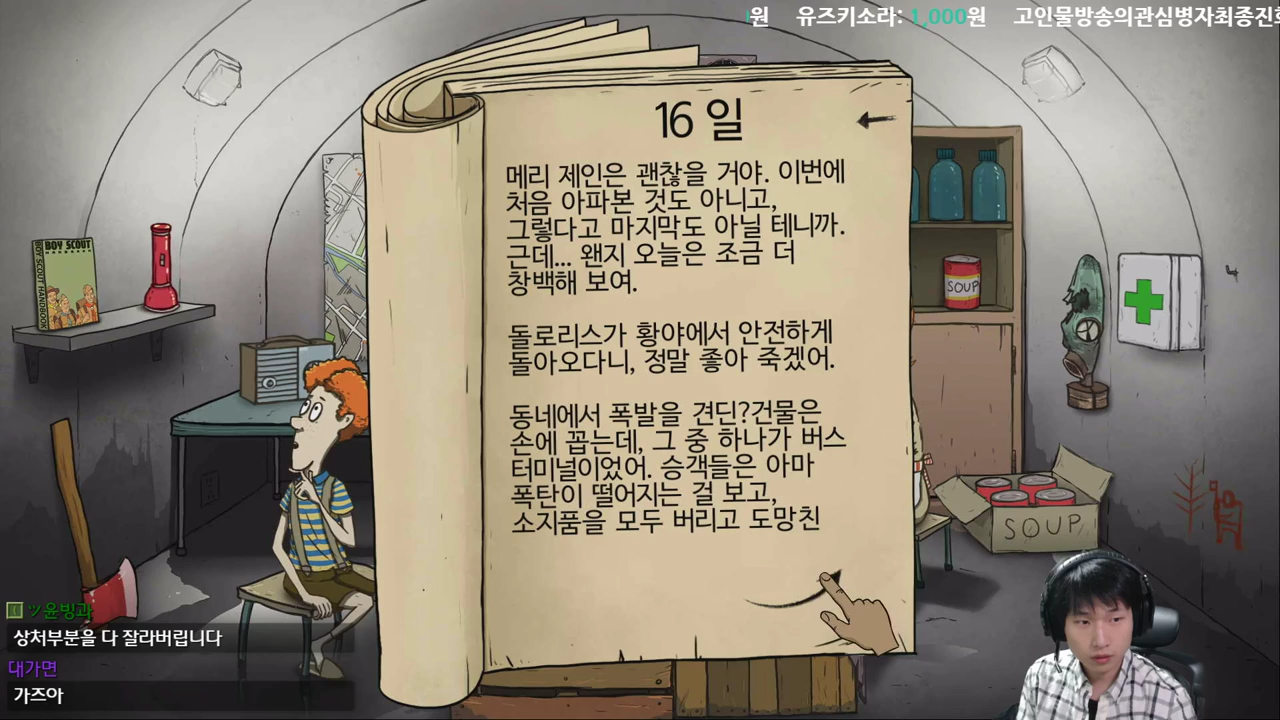 원 유즈키소라: 1,000원 고인물방송의관심병자최종진화
16 일
메리 제인은 괜찮을 거야. 이번에
처음 아파본 것도 아니고,
그렇다고 마지막도 아닐 테니까.
근데... 왠지 오늘은 조금 더
창백해 보여.
돌로리스가 황야에서 안전하게
돌아오다니, 정말 좋아 죽겠어.
동네에서 폭발을 견딘?건물은
손에 꼽는데, 그 중 하나가 버스
터미널이었어. 승객들은 아마
폭탄이 떨어지는 걸 보고,
소지품을 모두 버리고 도망친
BOY SCOUT
BOY SCOUT HANDBOOK
SOUP
SOUP
ツ윤빙과
상처부분을 다 잘라버립니다
대가면
가즈아